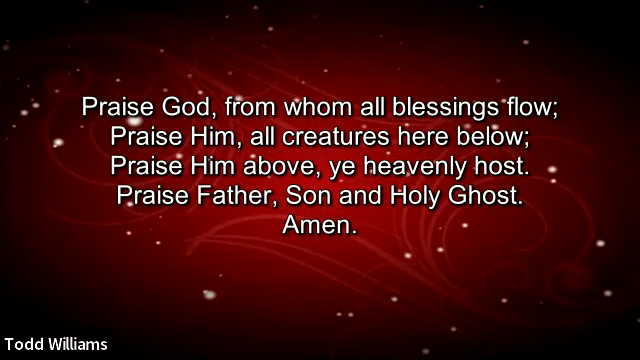 Praise God, from whom all blessings flow;
Praise Him, all creatures here below;
Praise Him above, ye heavenly host.
Praise Father, Son and Holy Ghost.
Amen.
Todd Williams